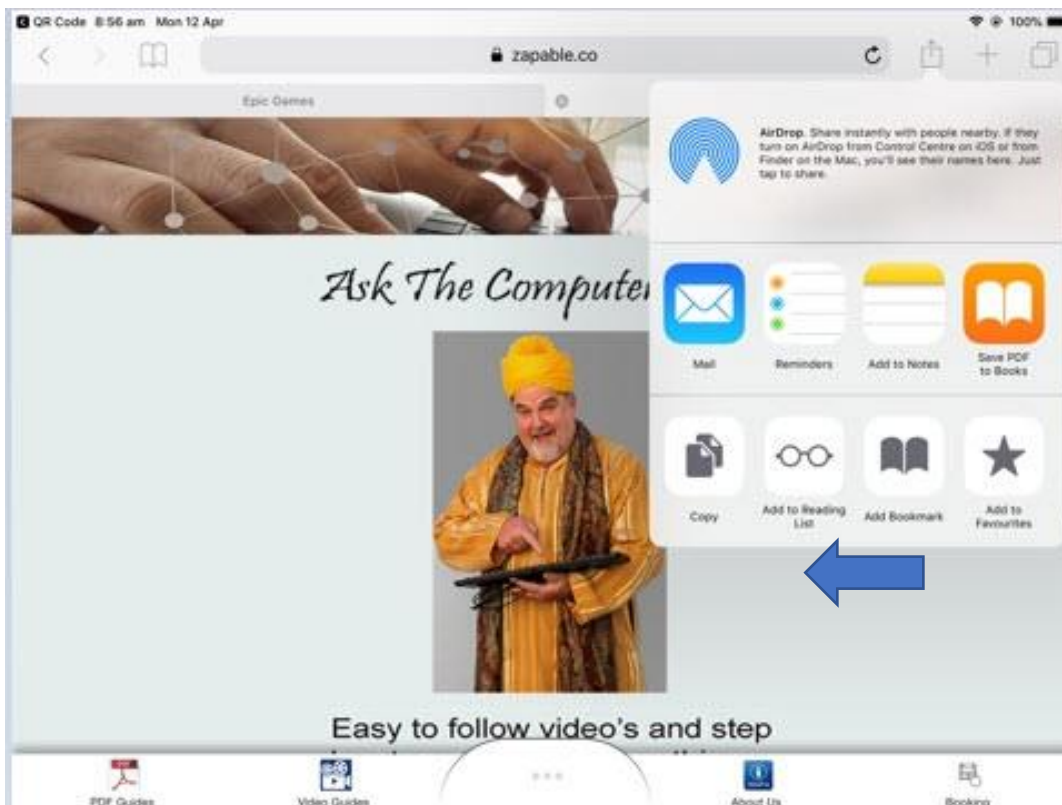 QR Code 8:56 am Mon 12 Apr
100%
zapable.co
Epic Games
AirDrop. Share instantly with people nearby. If they
turn on AirDrop from Control Centre on iOS or from
Finder on the Mac, you'll see their names here. Just
tap to share.
Ask The Computer
Mail
Reminders
Add to Notes
Save PDF
to Books
Copy
Add to Reading
List
Add Bookmark
Add to
Favourites
Easy to follow video's and step
PDF Guides
Video Guides
About Us
Booking